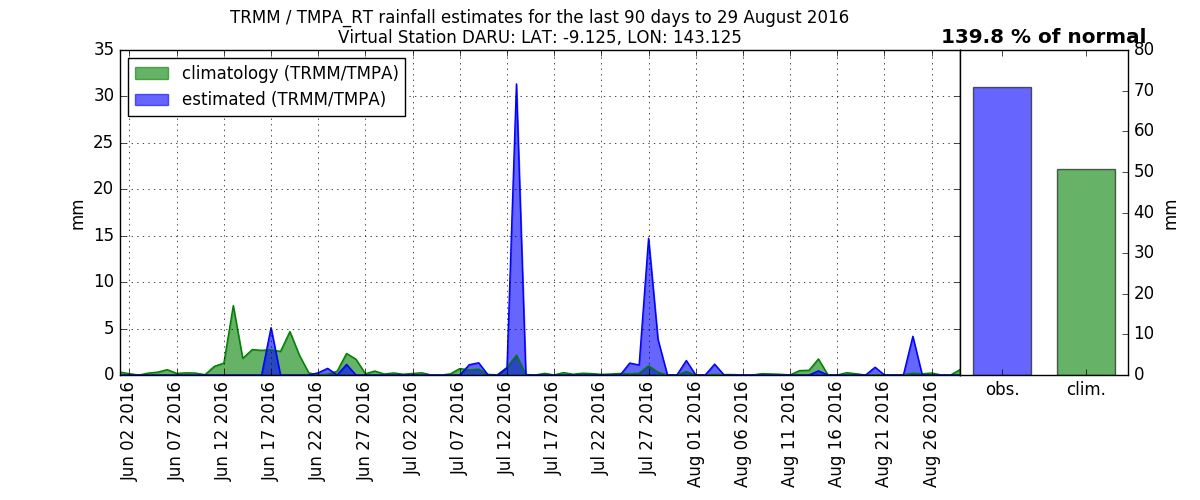 TRMM / TMPA_RT rainfall estimates for the last 90 days to 29 August 2016
Virtual Station DARU: LAT: -9.125, LON: 143.125
139.8 % of normal
climatology (TRMM/TMPA)
estimated (TRMM/TMPA)
mm
35
30
25
20
15
10
5
0
Jun 02 2016
Jun 07 2016
Jun 12 2016
Jun 17 2016
Jun 22 2016
Jun 27 2016
Jul 02 2016
Jul 07 2016
Jul 12 2016
Jul 17 2016
Jul 22 2016
Jul 27 2016
Aug 01 2016
Aug 06 2016
Aug 11 2016
Aug 16 2016
Aug 21 2016
Aug 26 2016
obs.
clim.
80
70
60
50
40
30
20
10
0
mm